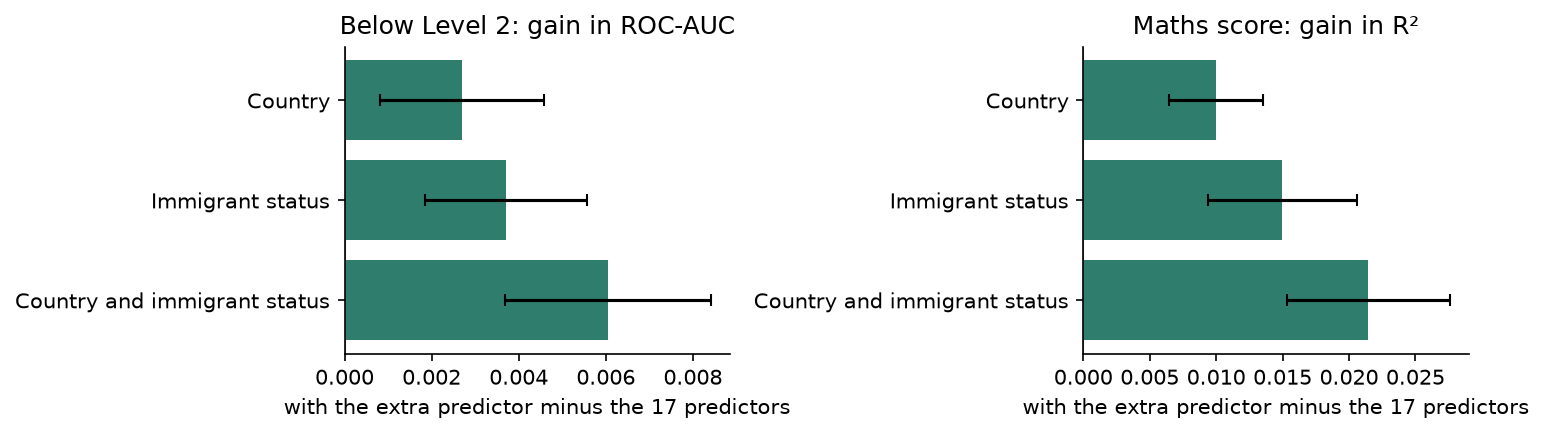 Below Level 2: gain in ROC-AUC
Country
Immigrant status
Country and immigrant status
0.000 0.002 0.004 0.006 0.008
with the extra predictor minus the 17 predictors
Maths score: gain in R²
Country
Immigrant status
Country and immigrant status
0.000 0.005 0.010 0.015 0.020 0.025
with the extra predictor minus the 17 predictors